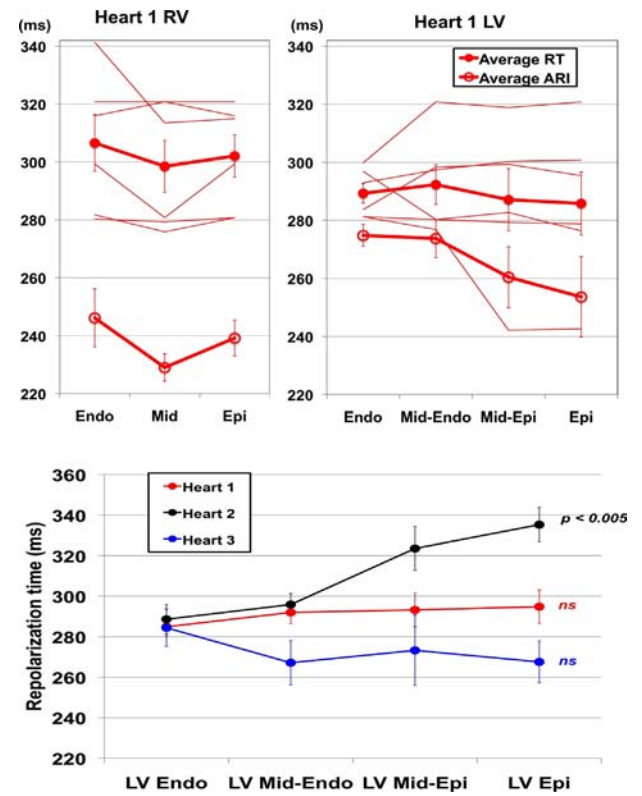 Heart 1 RV
(ms)
340
320
300
280
260
240
220
Endo Mid Epi
Heart 1 LV
(ms)
340
320
300
280
260
240
220
Average RT
Average ARI
Endo Mid-Endo Mid-Epi Epi
Repolarization time (ms)
360
340
320
300
280
260
240
220
Heart 1
Heart 2
Heart 3
p < 0.005
ns
ns
LV Endo LV Mid-Endo LV Mid-Epi LV Epi